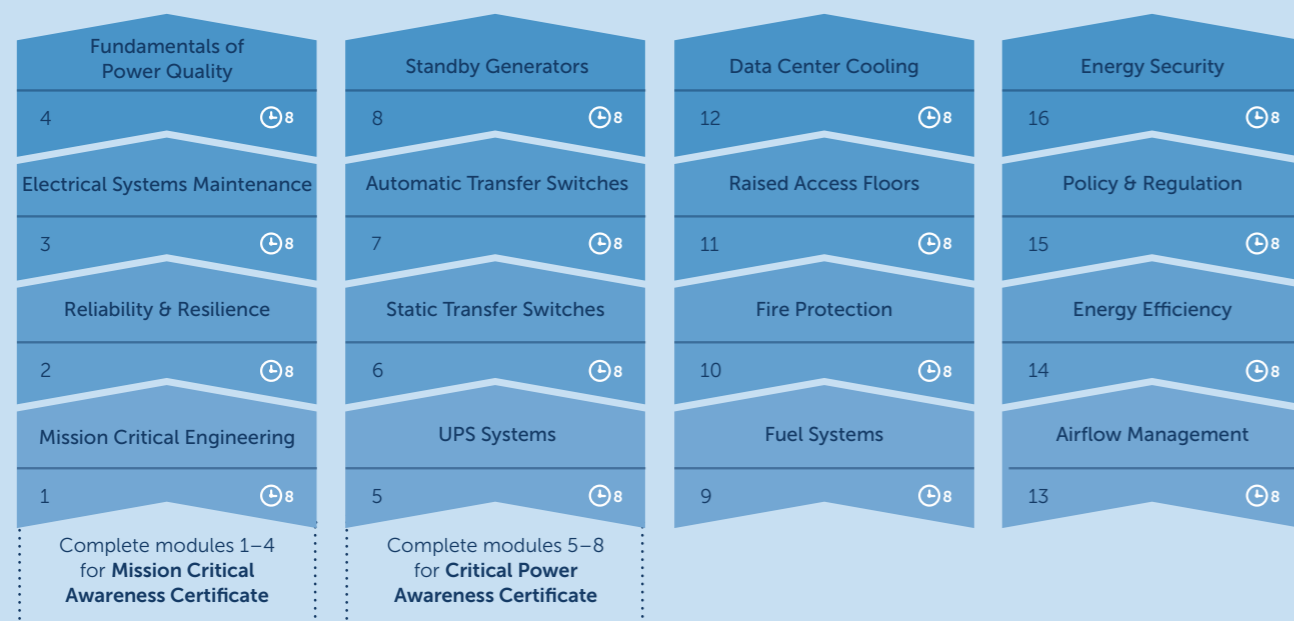 Fundamentals of
Power Quality
4
8
Electrical Systems Maintenance
3
8
Reliability & Resilience
2
8
Mission Critical Engineering
1
8
Complete modules 1–4
for Mission Critical
Awareness Certificate
Standby Generators
8
8
Automatic Transfer Switches
7
8
Static Transfer Switches
6
8
UPS Systems
5
8
Complete modules 5–8
for Critical Power
Awareness Certificate
Data Center Cooling
12
8
Raised Access Floors
11
8
Fire Protection
10
8
Fuel Systems
9
8
Energy Security
16
8
Policy & Regulation
15
8
Energy Efficiency
14
8
Airflow Management
13
8